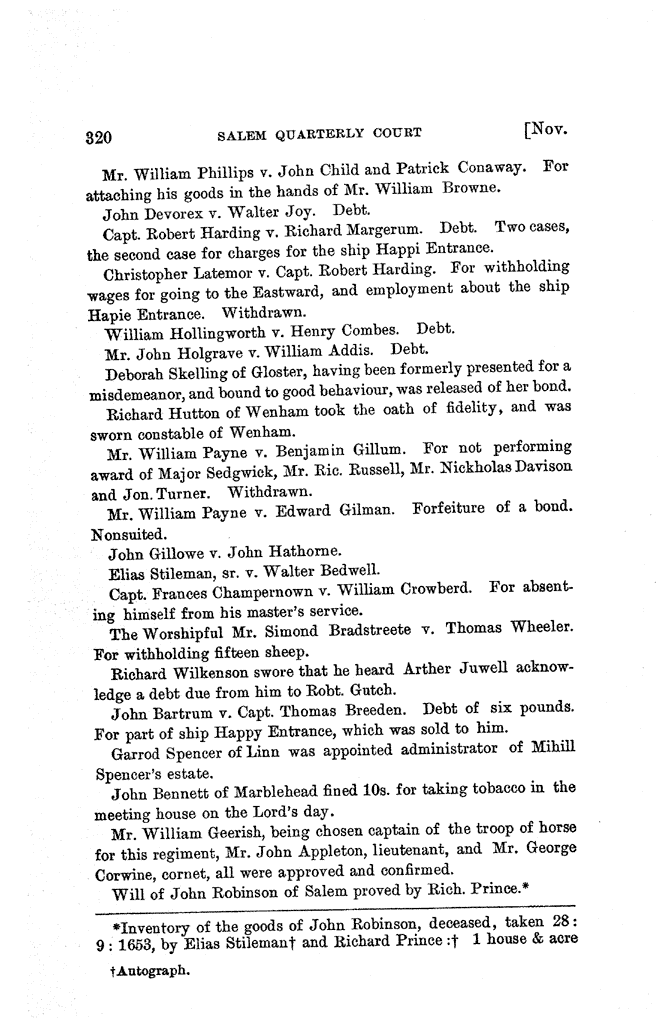 320 SALEM QUARTERLY COURT [Nov.
Mr. William Phillips v. John Child and Patrick Conaway. For
attaching his goods in the hands of Mr. William Browne.
John Devorex v. Walter Joy. Debt.
Capt. Robert Harding v. Richard Margerum. Debt. Two cases,
the second case for charges for the ship Happi Entrance.
Christopher Latemor v. Capt. Robert Harding. For withholding
wages for going to the Eastward, and employment about the ship
Hapie Entrance. Withdrawn.
William Hollingworth v. Henry Combes. Debt.
Mr. John Holgrave v. William Addis. Debt.
Deborah Skelling of Gloster, having been formerly presented for a
misdemeanor, and bound to good behaviour, was released of her bond.
Richard Hutton of Wenham took the oath of fidelity, and was
sworn constable of Wenham.
Mr. William Payne v. Benjamin Gillum. For not performing
award of Major Sedgwick, Mr. Ric. Russell, Mr. Nickholas Davison
and Jon. Turner. Withdrawn.
Mr. William Payne v. Edward Gilman. Forfeiture of a bond.
Nonsuited.
John Gillowe v. John Hathorne.
Elias Stileman, sr. v. Walter Bedwell.
Capt. Frances Champernown v. William Crowberd. For absent-
ing himself from his master's service.
The Worshipful Mr. Simond Bradstreete v. Thomas Wheeler.
For withholding fifteen sheep.
Richard Wilkenson swore that he heard Arther Juwell acknow-
ledge a debt due from him to Robt. Gutch.
John Bartrum v. Capt. Thomas Breeden. Debt of six pounds.
For part of ship Happy Entrance, which was sold to him.
Garrod Spencer of Linn was appointed administrator of Mihill
Spencer's estate.
John Bennett of Marblehead fined 10s. for taking tobacco in the
meeting house on the Lord's day.
Mr. William Geerish, being chosen captain of the troop of horse
for this regiment, Mr. John Appleton, lieutenant, and Mr. George
Corwine, cornet, all were approved and confirmed.
Will of John Robinson of Salem proved by Rich. Prince.*
*Inventory of the goods of John Robinson, deceased, taken 28:
9: 1653, by Elias Stileman† and Richard Prince:† 1 house & acre
†Autograph.